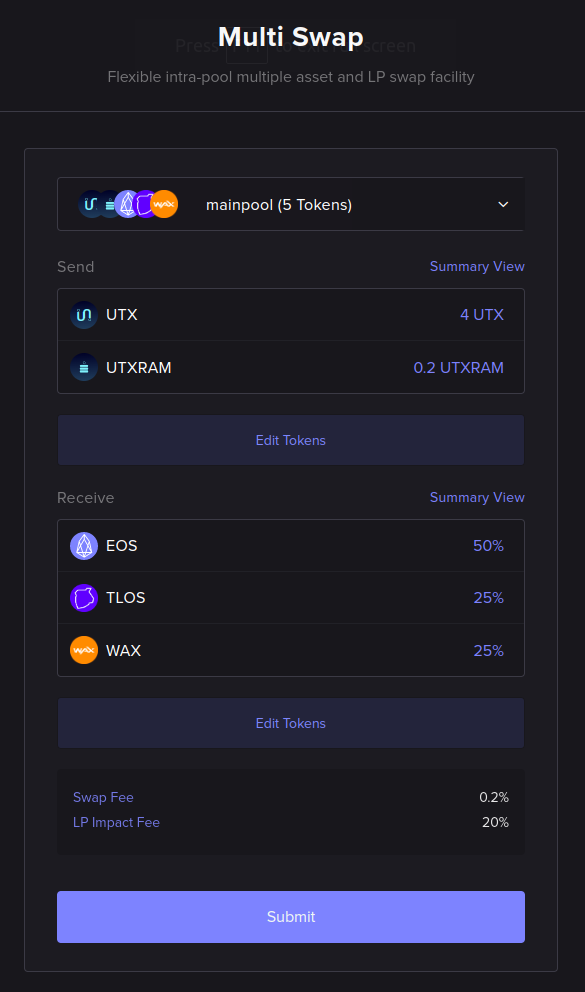 Multi Swap
Flexible intra-pool multiple asset and LP swap facility
mainpool (5 Tokens)
Send Summary View
UTX 4 UTX
UTXRAM 0.2 UTXRAM
Edit Tokens
Receive Summary View
EOS 50%
TLOS 25%
WAX 25%
Edit Tokens
Swap Fee 0.2%
LP Impact Fee 20%
Submit